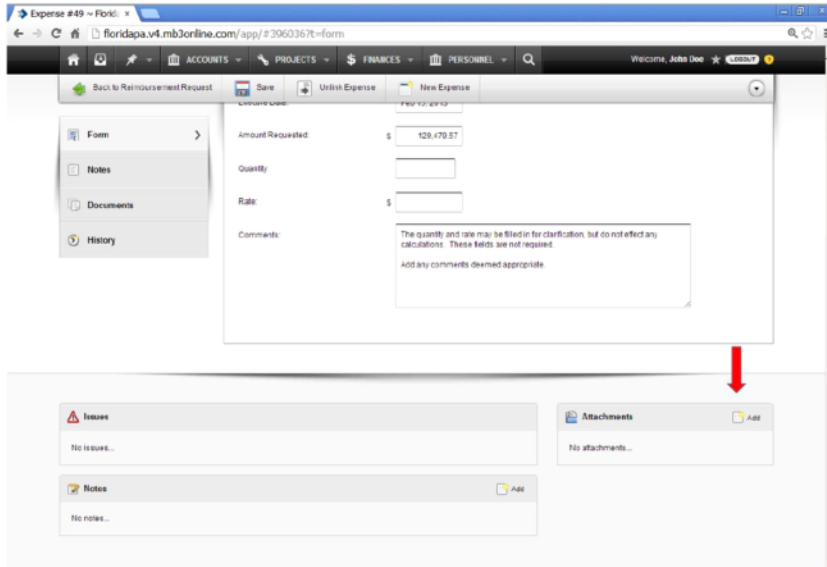 Expense #49 ~ Florid
floridapa.v4.mb3online.com/app/#396036?t=form
ACCOUNTS PROJECTS $ FINANCES PERSONNEL Welcome, John Doe LOGOUT
Back to Reimbursement Request Save Unlink Expense New Expense
Form
Notes
Documents
History
Amount Requested: $ 129,470.57
Quantity
Rate: $
Comments: The quantity and rate may be filled in for clarification, but do not effect any
calculations. These fields are not required.
Add any comments deemed appropriate.
Issues
No issues...
Attachments Add
No attachments...
Notes Add
No notes...